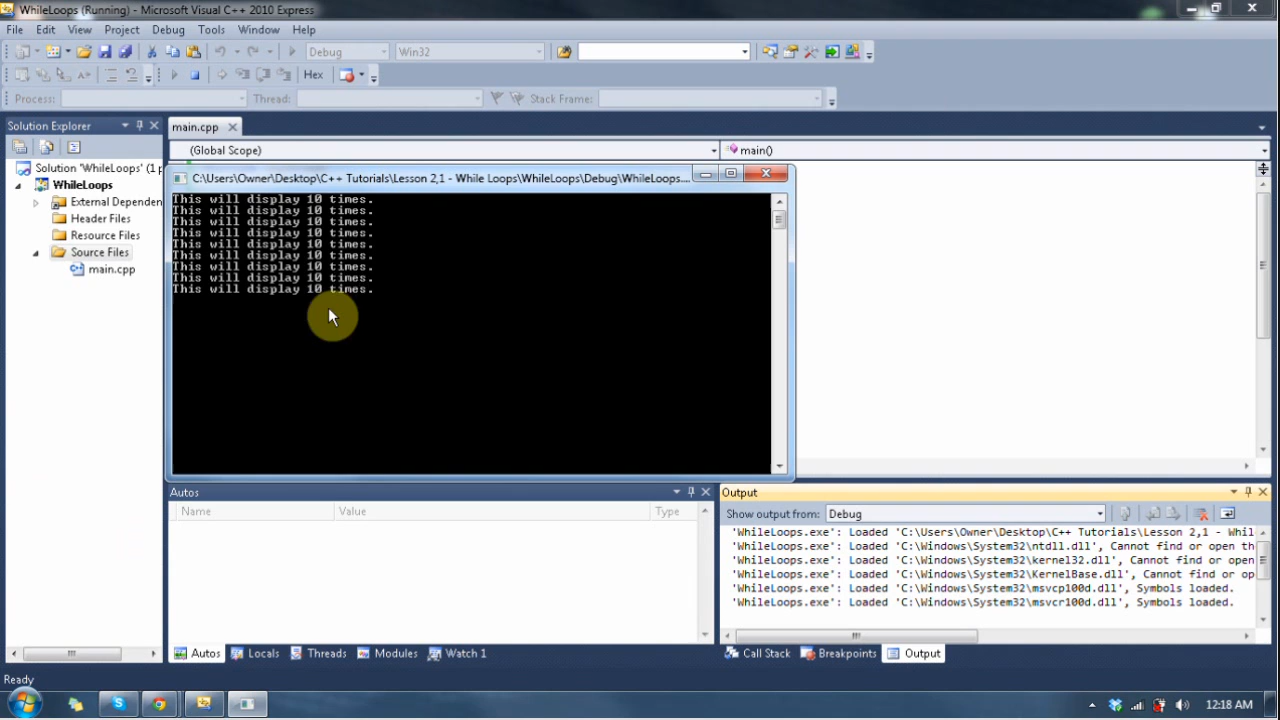 WhileLoops (Running) - Microsoft Visual C++ 2010 Express
File Edit View Project Debug Tools Window Help
Debug Win32
Hex
Process: Thread: Stack Frame:
Solution Explorer
main.cpp
(Global Scope) main()
Solution 'WhileLoops' (1 p
WhileLoops
External Dependen
Header Files
Resource Files
Source Files
main.cpp
C:\Users\Owner\Desktop\C++ Tutorials\Lesson 2,1 - While Loops\WhileLoops\Debug\WhileLoops....
This will display 10 times.
This will display 10 times.
This will display 10 times.
This will display 10 times.
This will display 10 times.
This will display 10 times.
This will display 10 times.
This will display 10 times.
This will display 10 times.
Autos
Name Value Type
Autos Locals Threads Modules Watch 1
Output
Show output from: Debug
'WhileLoops.exe': Loaded 'C:\Users\Owner\Desktop\C++ Tutorials\Lesson 2,1 - Whil
'WhileLoops.exe': Loaded 'C:\Windows\System32\ntdll.dll', Cannot find or open th
'WhileLoops.exe': Loaded 'C:\Windows\System32\kernel32.dll', Cannot find or open
'WhileLoops.exe': Loaded 'C:\Windows\System32\KernelBase.dll', Cannot find or op
'WhileLoops.exe': Loaded 'C:\Windows\System32\msvcp100d.dll', Symbols loaded.
'WhileLoops.exe': Loaded 'C:\Windows\System32\msvcr100d.dll', Symbols loaded.
Call Stack Breakpoints Output
Ready
12:18 AM